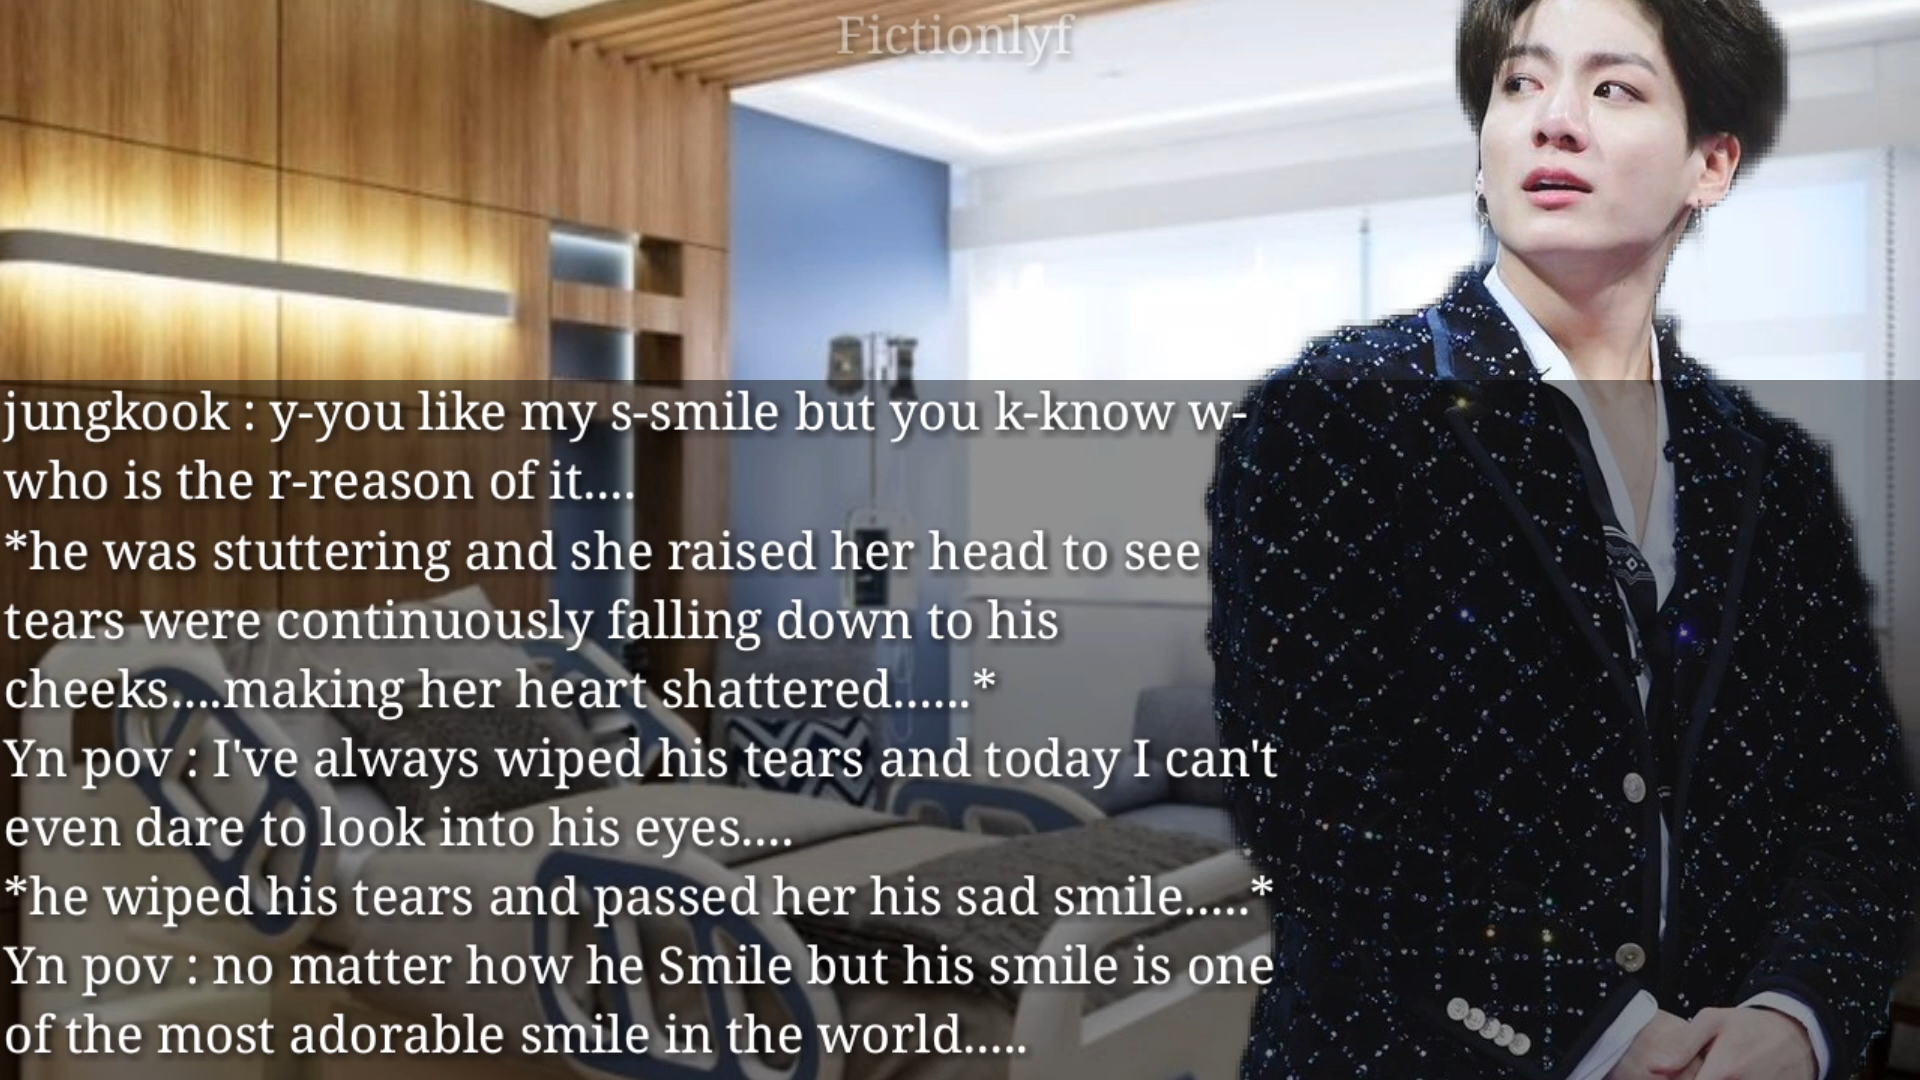 Fictionlyf
jungkook : y-you like my s-smile but you k-know w-
who is the r-reason of it....
*he was stuttering and she raised her head to see
tears were continuously falling down to his
cheeks....making her heart shattered......*
Yn pov : I've always wiped his tears and today I can't
even dare to look into his eyes....
*he wiped his tears and passed her his sad smile.....*
Yn pov : no matter how he Smile but his smile is one
of the most adorable smile in the world.....